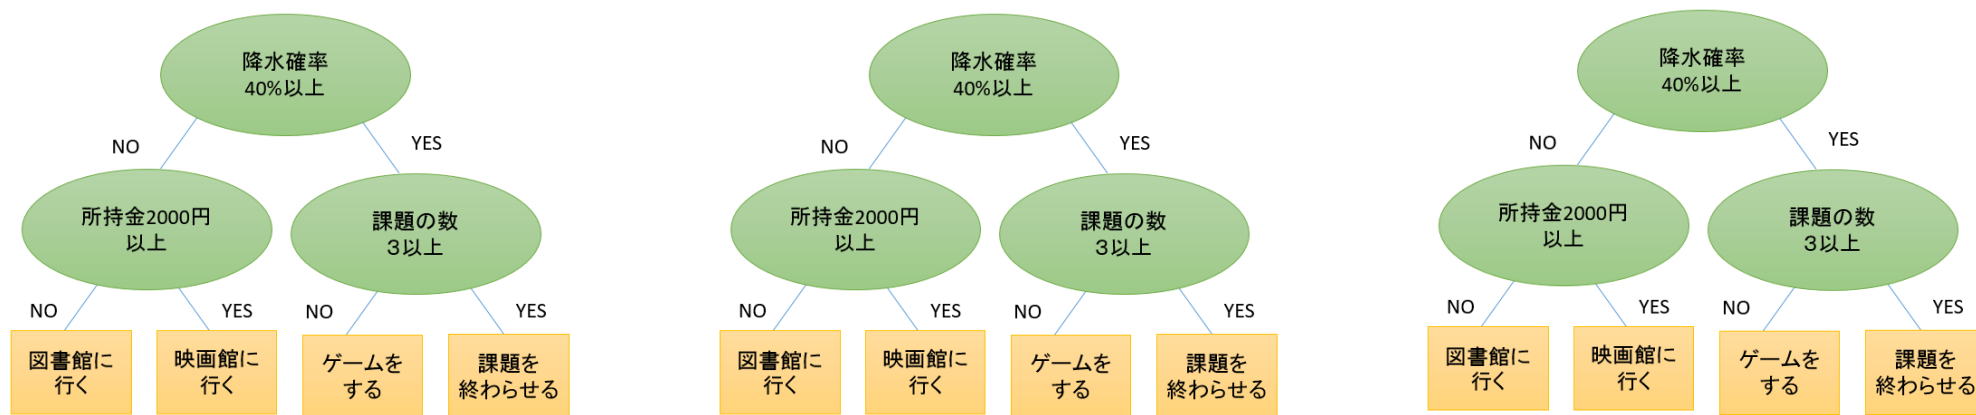 降水確率
40%以上
NO
YES
所持金2000円
以上
課題の数
３以上
NO
YES
NO
YES
図書館に
行く
映画館に
行く
ゲームを
する
課題を
終わらせる
降水確率
40%以上
NO
YES
所持金2000円
以上
課題の数
３以上
NO
YES
NO
YES
図書館に
行く
映画館に
行く
ゲームを
する
課題を
終わらせる
降水確率
40%以上
NO
YES
所持金2000円
以上
課題の数
３以上
NO
YES
NO
YES
図書館に
行く
映画館に
行く
ゲームを
する
課題を
終わらせる